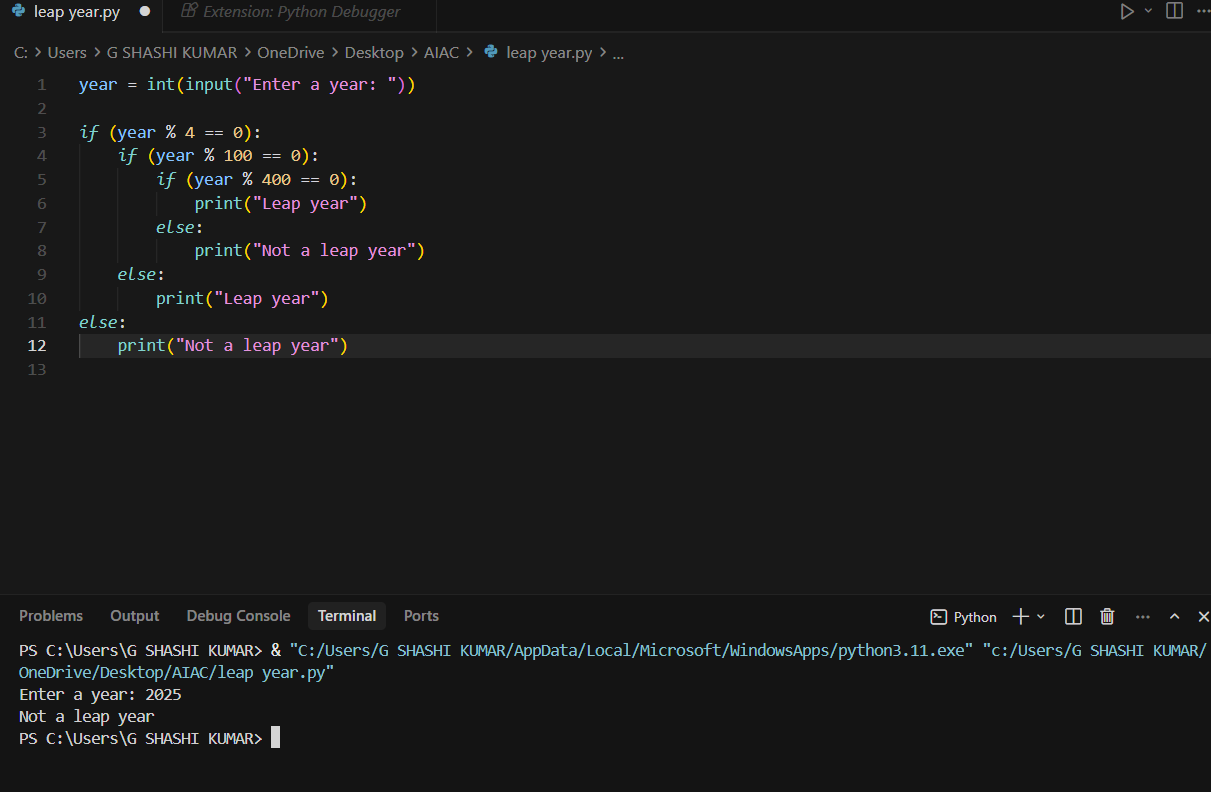 leap year.py ● Extension: Python Debugger ...
C: > Users > G SHASHI KUMAR > OneDrive > Desktop > AIAC > leap year.py > ...
1 year = int(input("Enter a year: "))
2
3 if (year % 4 == 0):
4     if (year % 100 == 0):
5         if (year % 400 == 0):
6             print("Leap year")
7         else:
8             print("Not a leap year")
9     else:
10         print("Leap year")
11 else:
12     print("Not a leap year")
13
Problems Output Debug Console Terminal Ports Python
PS C:\Users\G SHASHI KUMAR> & "C:/Users/G SHASHI KUMAR/AppData/Local/Microsoft/WindowsApps/python3.11.exe" "c:/Users/G SHASHI KUMAR/
OneDrive/Desktop/AIAC/leap year.py"
Enter a year: 2025
Not a leap year
PS C:\Users\G SHASHI KUMAR>